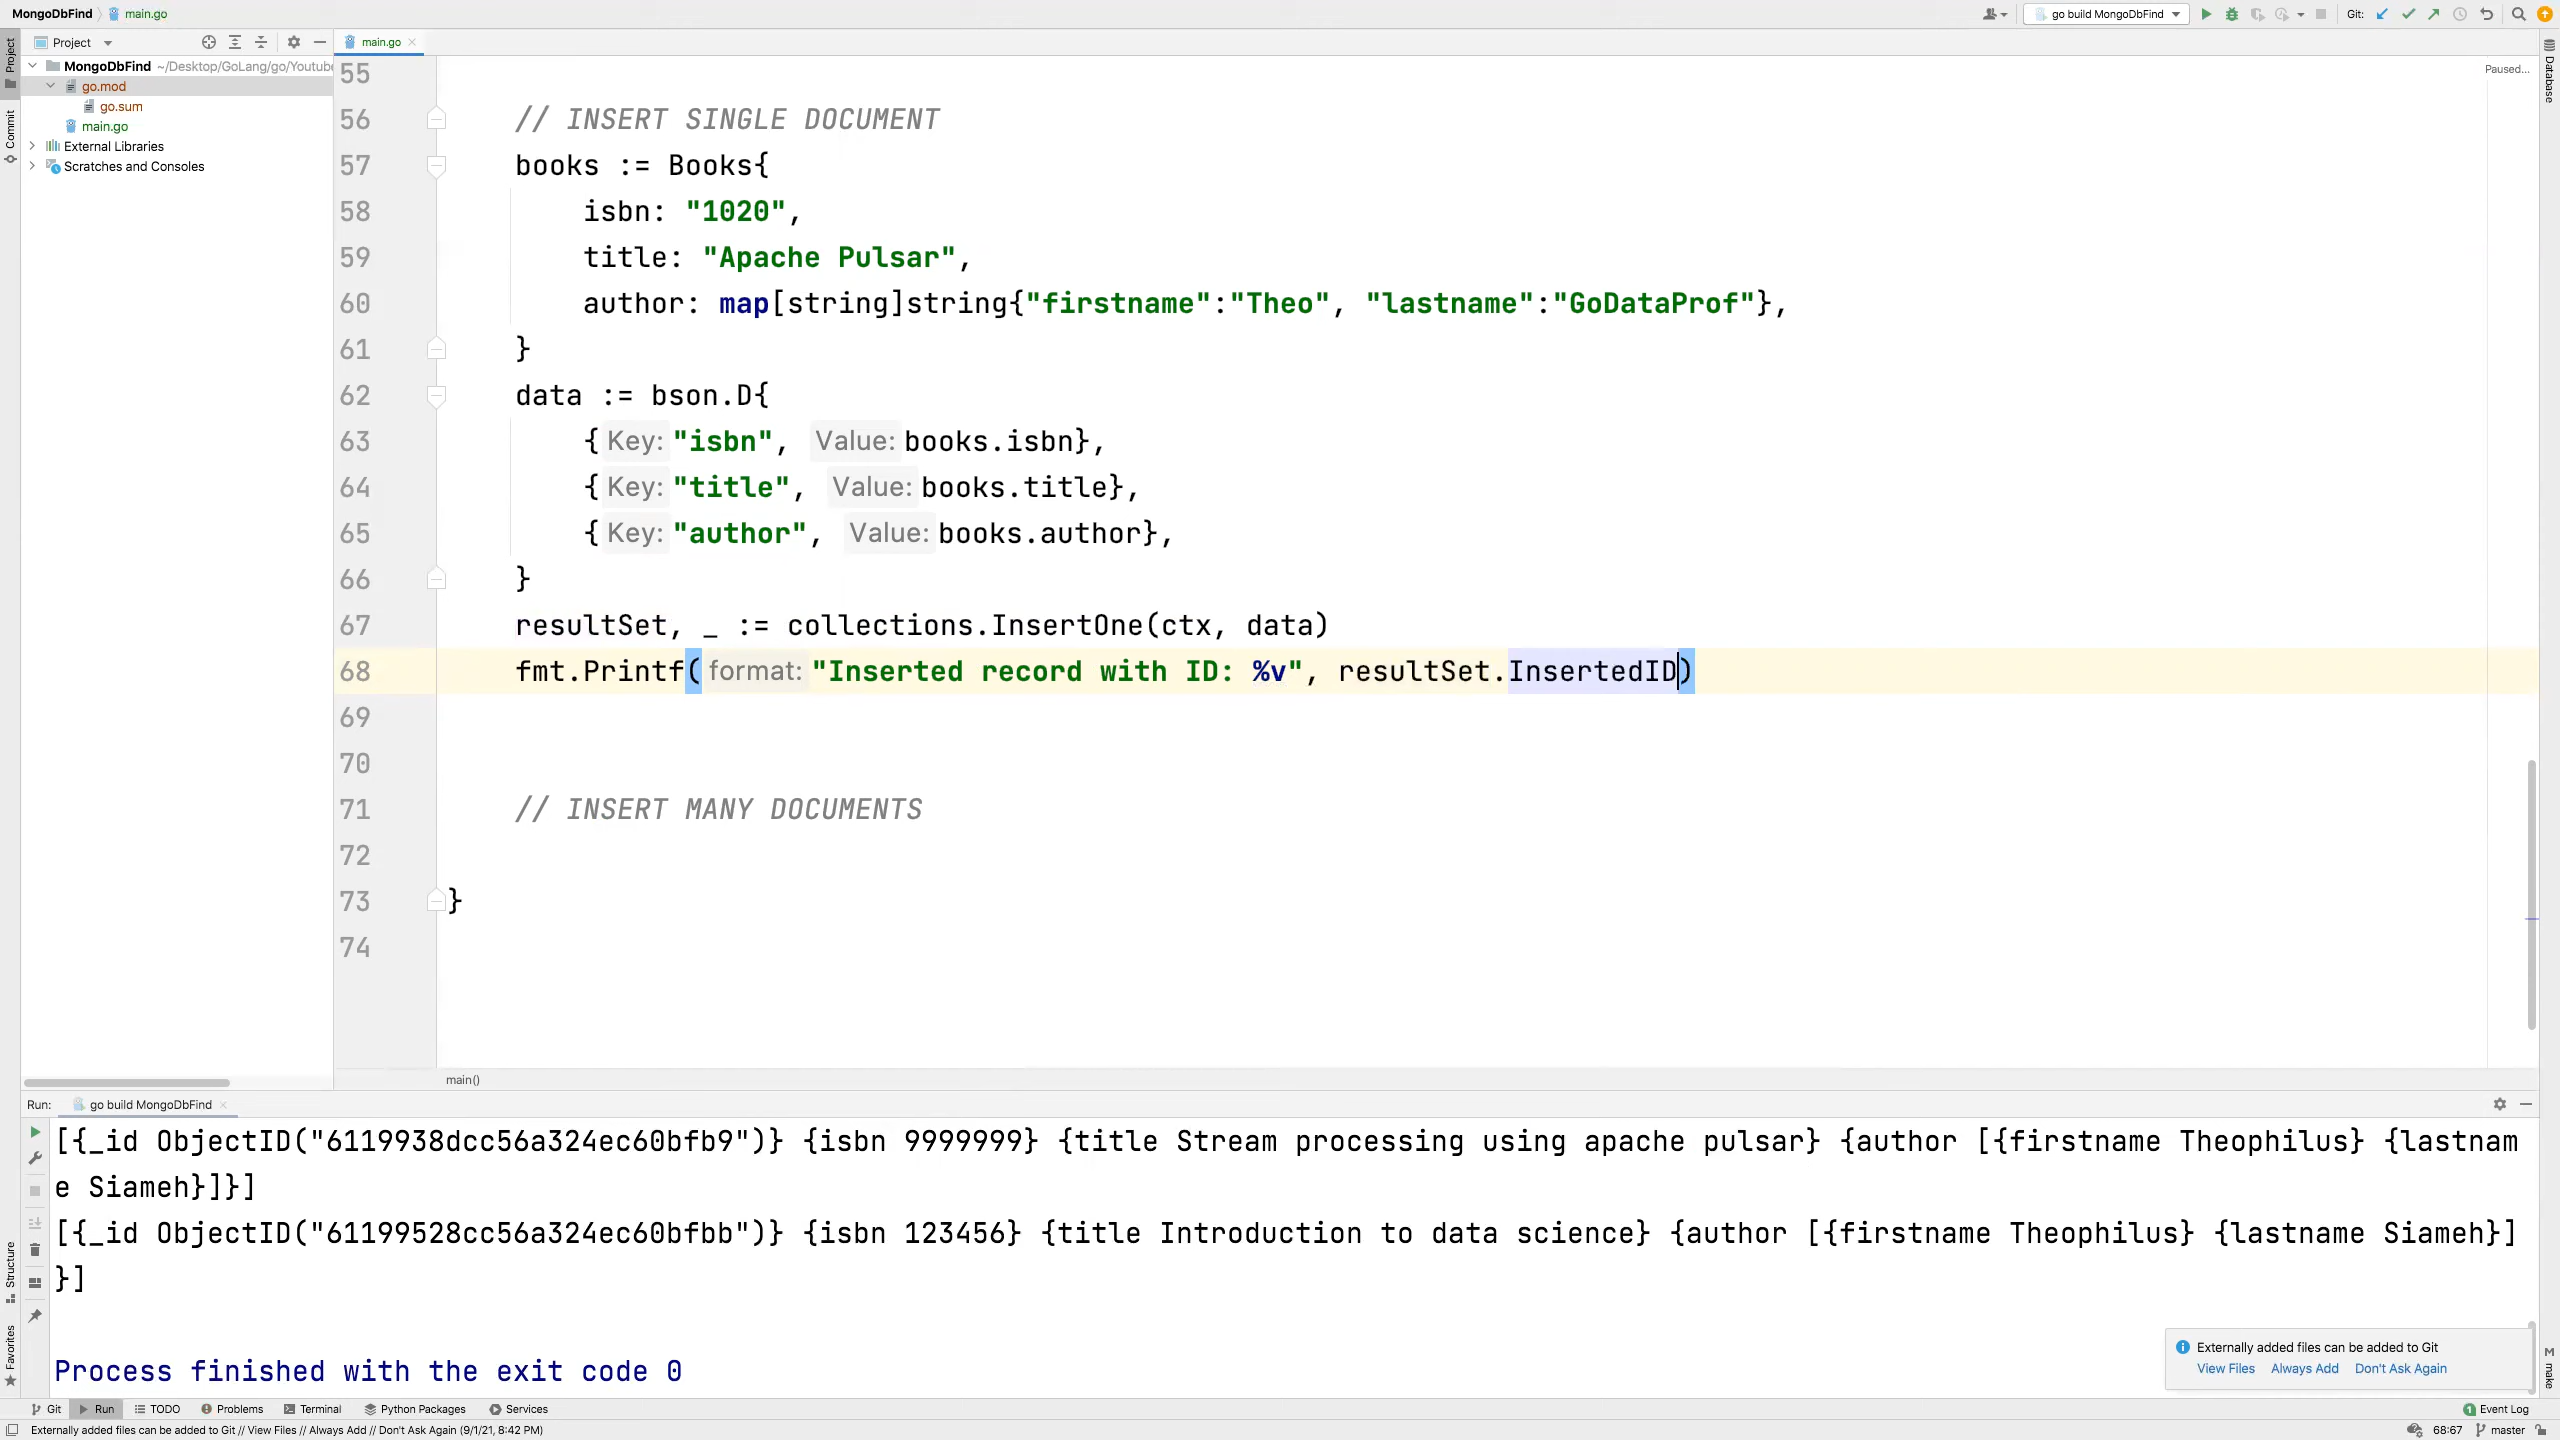 MongoDbFind
main.go
go build MongoDbFind
Git:
Project
main.go
Paused...
MongoDbFind ~/Desktop/GoLang/go/Youtube
go.mod
go.sum
main.go
External Libraries
Scratches and Consoles
Project
Commit
Structure
Favorites
Database
make
55
56 // INSERT SINGLE DOCUMENT
57 books := Books{
58 isbn: "1020",
59 title: "Apache Pulsar",
60 author: map[string]string{"firstname":"Theo", "lastname":"GoDataProf"},
61 }
62 data := bson.D{
63 {Key: "isbn", Value: books.isbn},
64 {Key: "title", Value: books.title},
65 {Key: "author", Value: books.author},
66 }
67 resultSet, _ := collections.InsertOne(ctx, data)
68 fmt.Printf( format: "Inserted record with ID: %v", resultSet.InsertedID)
69
70
71 // INSERT MANY DOCUMENTS
72
73 }
74
main()
Run: go build MongoDbFind
[{_id ObjectID("6119938dcc56a324ec60bfb9")} {isbn 9999999} {title Stream processing using apache pulsar} {author [{firstname Theophilus} {lastnam
e Siameh}]}]
[{_id ObjectID("61199528cc56a324ec60bfbb")} {isbn 123456} {title Introduction to data science} {author [{firstname Theophilus} {lastname Siameh}]
}]
Process finished with the exit code 0
Externally added files can be added to Git
View Files Always Add Don't Ask Again
Git Run TODO Problems Terminal Python Packages Services
1 Event Log
Externally added files can be added to Git // View Files // Always Add // Don't Ask Again (9/1/21, 8:42 PM)
68:67 master